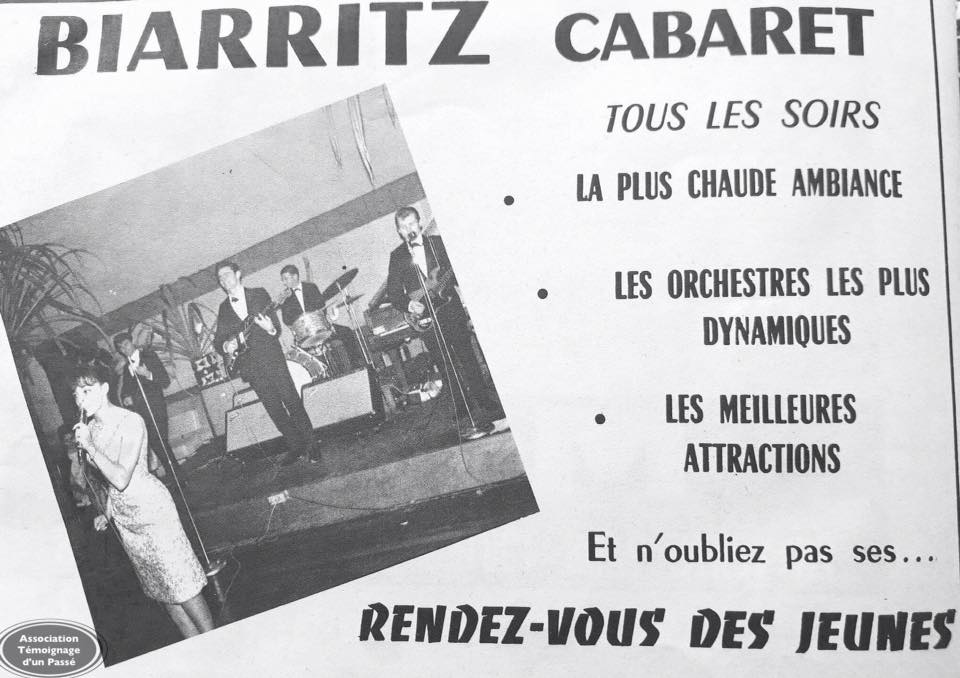 BIARRITZ CABARET
TOUS LES SOIRS
• LA PLUS CHAUDE AMBIANCE
• LES ORCHESTRES LES PLUS
DYNAMIQUES
• LES MEILLEURES
ATTRACTIONS
Et n'oubliez pas ses...
RENDEZ-VOUS DES JEUNES
Association
Témoignage
d'un Passé